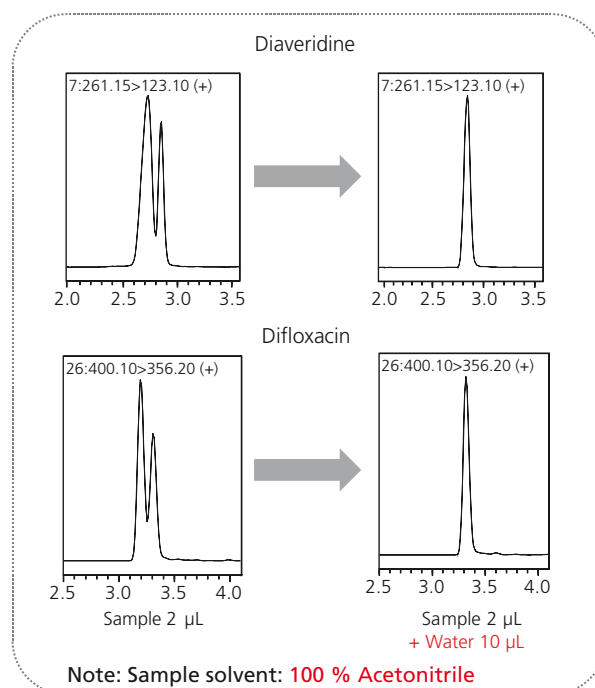 Diaveridine
7:261.15>123.10 (+)
7:261.15>123.10 (+)
2.0 2.5 3.0 3.5
2.0 2.5 3.0 3.5
Difloxacin
26:400.10>356.20 (+)
26:400.10>356.20 (+)
2.5 3.0 3.5 4.0
2.5 3.0 3.5 4.0
Sample 2 µL
Sample 2 µL
+ Water 10 µL
Note: Sample solvent: 100 % Acetonitrile